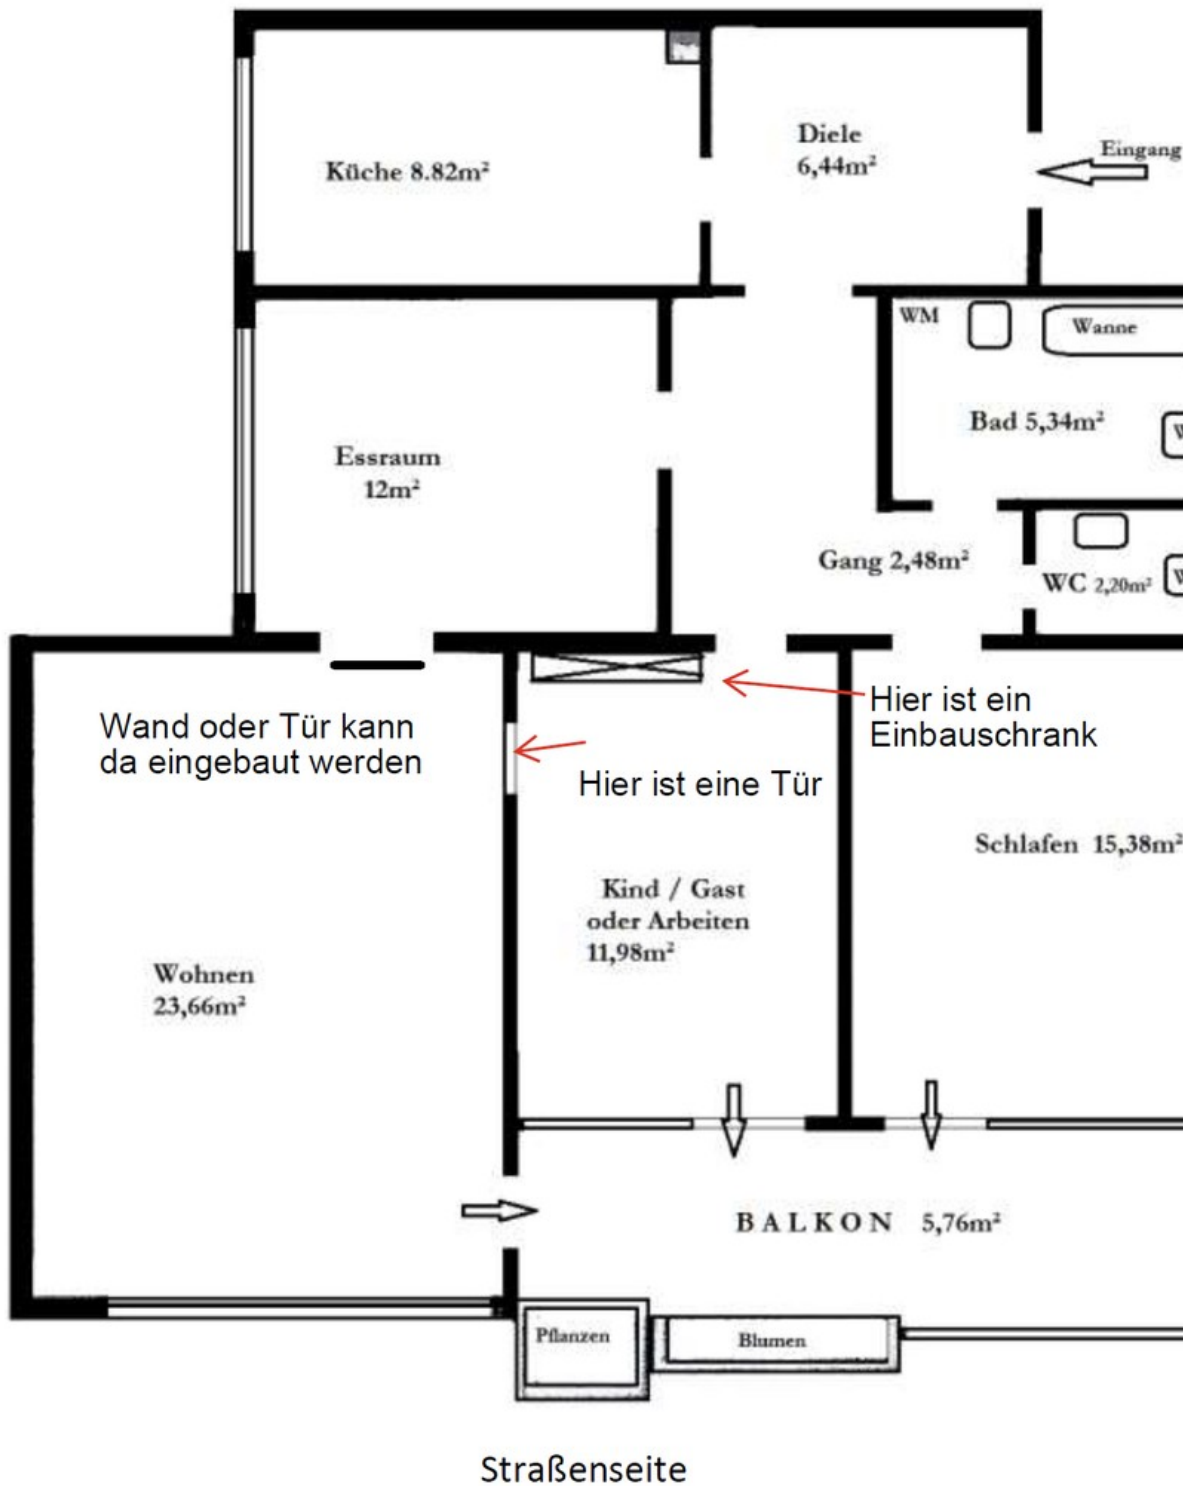 Küche 8.82m²
Diele
6,44m²
Eingang
WM
Wanne
Bad 5,34m²
Essraum
12m²
Gang 2,48m²
WC 2,20m²
Wand oder Tür kann
da eingebaut werden
Hier ist ein
Einbauschrank
Hier ist eine Tür
Schlafen 15,38m²
Kind / Gast
oder Arbeiten
11,98m²
Wohnen
23,66m²
BALKON 5,76m²
Pflanzen
Blumen
Straßenseite